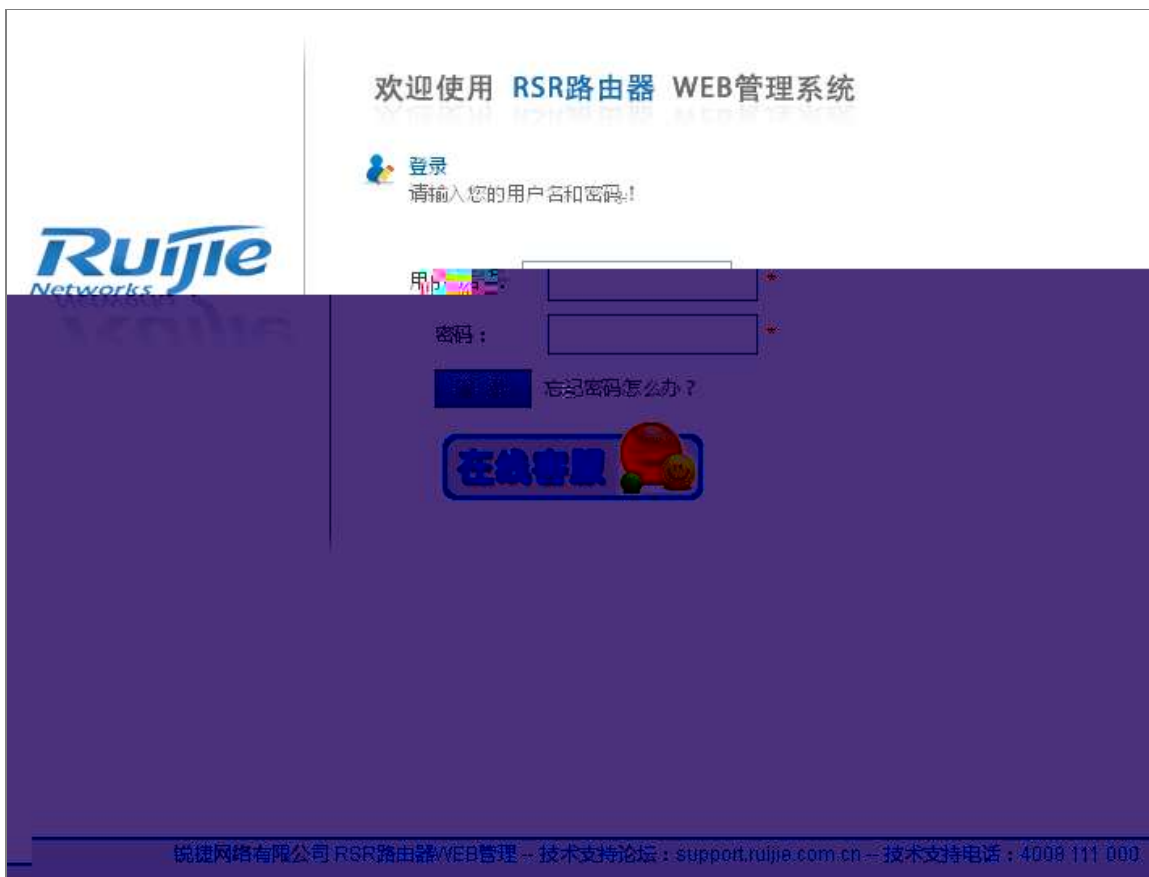 欢迎使用 RSR路由器 WEB管理系统
登录
请输入您的用户名和密码!
Ruijie
Networks
用户名: *
密码: *
忘记密码怎么办?
在线客服
锐捷网络有限公司 RSR路由器WEB管理 -- 技术支持论坛:support.ruijie.com.cn -- 技术支持电话:4008 111 000